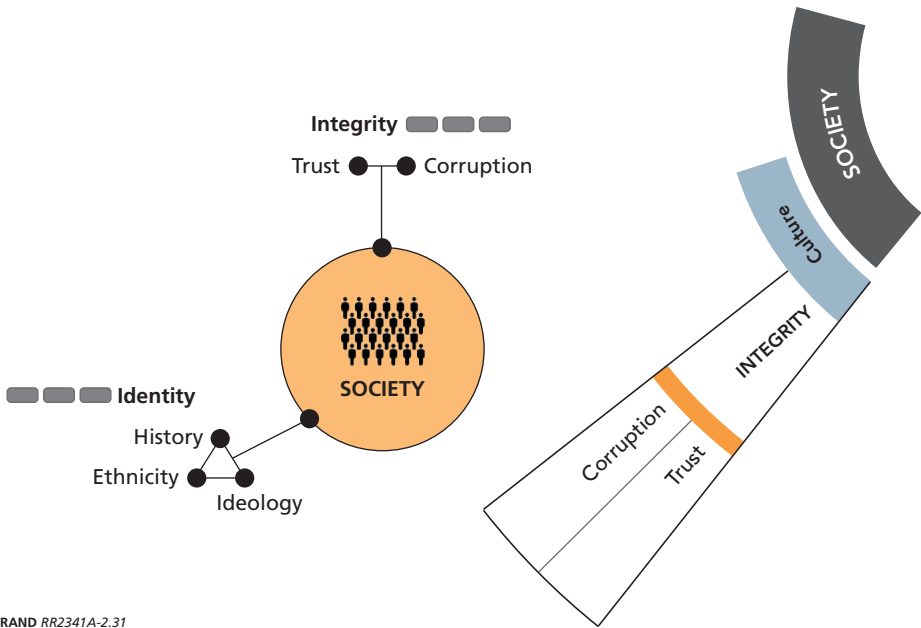 Integrity
Trust
Corruption
SOCIETY
Identity
History
Ethnicity
Ideology
SOCIETY
Culture
INTEGRITY
Corruption
Trust
RAND RR2341A-2.31